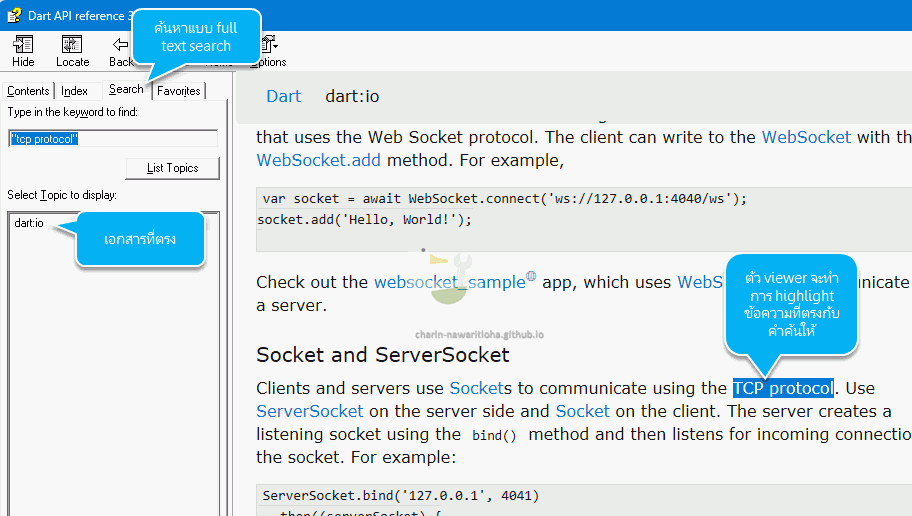 Dart API reference 3
ค้นหาแบบ full
text search
Hide
Locate
Back
Options
Contents
Index
Search
Favorites
Type in the keyword to find:
"tcp protocol"
List Topics
Select Topic to display:
dart:io
เอกสารที่ตรง
Dart dart:io
that uses the Web Socket protocol. The client can write to the WebSocket with th
WebSocket.add method. For example,
var socket = await WebSocket.connect('ws://127.0.0.1:4040/ws');
socket.add('Hello, World!');
Check out the websocket_sample app, which uses WebS unicate
a server.
ตัว viewer จะทำ
การ highlight
ข้อความที่ตรงกับ
คำค้นให้
charin-nawaritloha.github.io
Socket and ServerSocket
Clients and servers use Sockets to communicate using the TCP protocol. Use
ServerSocket on the server side and Socket on the client. The server creates a
listening socket using the bind() method and then listens for incoming connectio
the socket. For example:
ServerSocket.bind('127.0.0.1', 4041)
.then((serverSocket) {